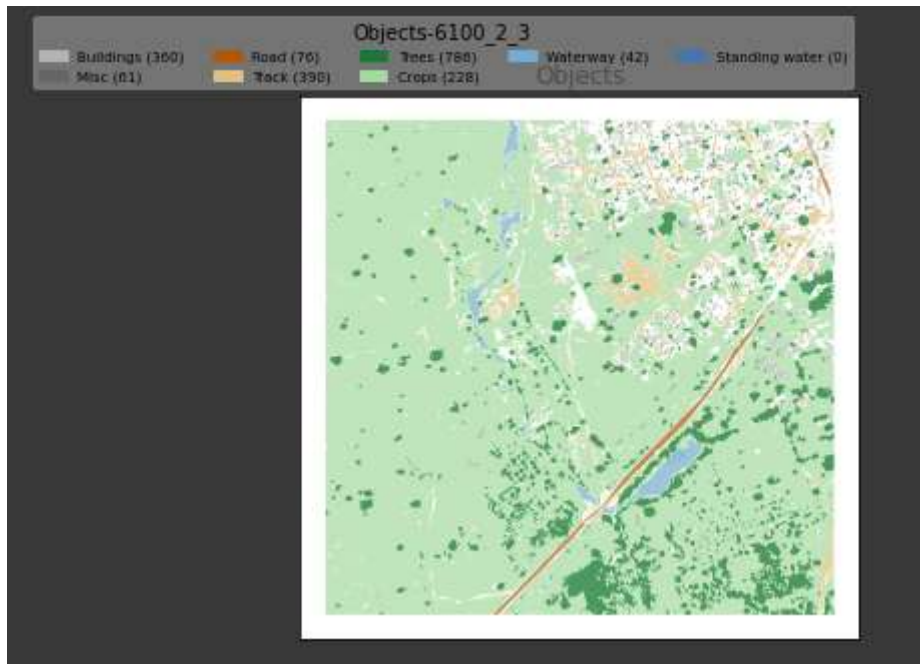 Objects-6100_2_3
Buildings (360) Road (76) Trees (786) Waterway (42) Standing water (0)
Misc (61) Track (390) Crops (228) Objects